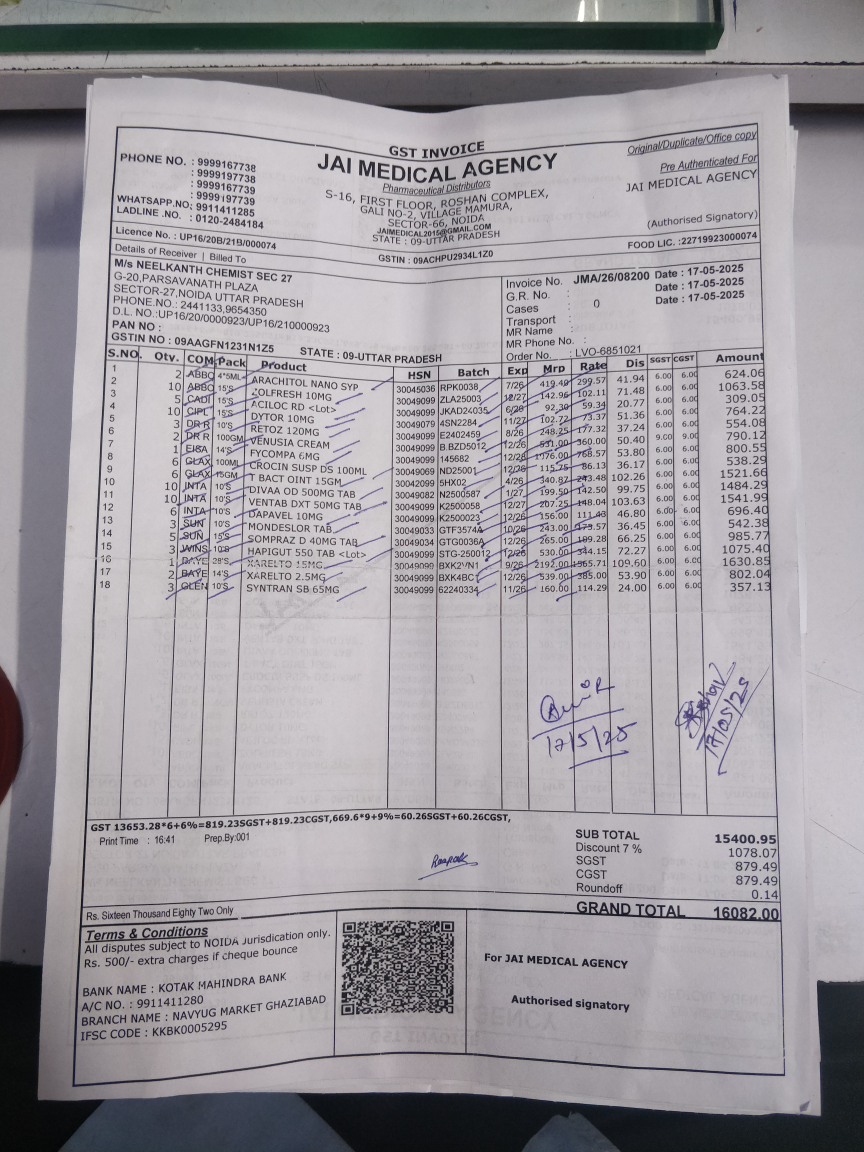 GST INVOICE
Original/Duplicate/Office copy
PHONE NO. : 9999167738
: 9999197738
: 9999167739
: 9999197739
WHATSAPP.NO: 9911411285
LADLINE .NO. : 0120-2484184
JAI MEDICAL AGENCY
Pharmaceutical Distributors
S-16, FIRST FLOOR, ROSHAN COMPLEX,
GALI NO-2, VILLAGE MAMURA,
SECTOR-66, NOIDA
JAIMEDICAL2015@GMAIL.COM
STATE : 09-UTTAR PRADESH
Pre Authenticated For
JAI MEDICAL AGENCY
(Authorised Signatory)
Licence No. : UP16/20B/21B/000074
GSTIN : 09ACHPU2934L1Z0
FOOD LIC. :22719923000074
Details of Receiver | Billed To
M/s NEELKANTH CHEMIST SEC 27
G-20,PARSAVANATH PLAZA
SECTOR-27,NOIDA UTTAR PRADESH
PHONE.NO.: 2441133,9654350
D.L.NO.:UP16/20/0000923/UP16/210000923
PAN NO :
GSTIN NO : 09AAGFN1231N1Z5 STATE : 09-UTTAR PRADESH
Invoice No. JMA/26/08200 Date : 17-05-2025
G.R. No. : Date : 17-05-2025
Cases : 0 Date : 17-05-2025
Transport :
MR Name :
MR Phone No. :
Order No. : LVO-6851021
S.NO. Qty. COM Pack Product HSN Batch Exp Mrp Rate Dis SGST CGST Amount
1 2 ABBO 4*5ML ARACHITOL NANO SYP 30045036 RPK0038 7/26 419.40 299.57 41.94 6.00 6.00 624.06
2 10 ABBO 15'S ZOLFRESH 10MG 30049099 ZLA25003 12/27 142.96 102.11 71.48 6.00 6.00 1063.58
3 5 CADI 15'S ACILOC RD <Lot> 30049099 JKAD24035 6/28 92.30 59.34 20.77 6.00 6.00 309.05
4 10 CIPL 15'S DYTOR 10MG 30049079 4SN2284 11/27 102.72 73.37 51.36 6.00 6.00 764.22
5 5 DR R 10'S RETOZ 120MG 30049099 E2402459 8/26 248.25 177.32 37.24 6.00 6.00 554.08
6 2 DR R 100GM VENUSIA CREAM 30049099 B.BZD5012 12/26 531.00 360.00 50.40 9.00 9.00 790.12
7 1 EISA 14'S FYCOMPA 6MG 30049099 145682 12/28 1076.00 768.57 53.80 6.00 6.00 800.55
8 6 GLAX 100ML CROCIN SUSP DS 100ML 30049069 ND25001 12/28 115.75 86.13 36.17 6.00 6.00 538.29
9 6 GLAX 15GM T BACT OINT 15GM 30042099 5HX02 4/26 340.87 243.48 102.26 6.00 6.00 1521.66
10 10 INTA 10'S DIVAA OD 500MG TAB 30049082 N2500587 1/27 199.50 142.50 99.75 6.00 6.00 1484.29
11 10 INTA 10'S VENTAB DXT 50MG TAB 30049099 K2500058 12/27 207.25 148.04 103.63 6.00 6.00 1541.99
12 6 INTA 10'S DAPAVEL 10MG 30049099 K2500023 12/26 156.00 111.43 46.80 6.00 6.00 696.40
13 3 SUN 10'S MONDESLOR TAB 30049033 GTF3574A 10/26 243.00 173.57 36.45 6.00 6.00 542.38
14 5 SUN 15'S SOMPRAZ D 40MG TAB 30049034 GTG0036A 12/26 265.00 189.28 66.25 6.00 6.00 985.77
15 3 WINS 10'S HAPIGUT 550 TAB <Lot> 30049099 STG-250012 12/26 530.00 344.15 72.27 6.00 6.00 1075.40
16 1 BAYE 28'S XARELTO 15MG 30049099 BXK2VN1 9/26 2192.00 1565.71 109.60 6.00 6.00 1630.85
17 2 BAYE 14'S XARELTO 2.5MG 30049099 BXK4BC1 12/26 539.00 385.00 53.90 6.00 6.00 802.04
18 3 GLEN 10'S SYNTRAN SB 65MG 30049099 62240334 11/26 160.00 114.29 24.00 6.00 6.00 357.13
17/5/25
17/05/25
GST 13653.28*6+6%=819.23SGST+819.23CGST,669.6*9+9%=60.26SGST+60.26CGST,
Print Time : 16:41 Prep.By:001
SUB TOTAL 15400.95
Discount 7 % 1078.07
SGST 879.49
CGST 879.49
Roundoff 0.14
GRAND TOTAL 16082.00
Rs. Sixteen Thousand Eighty Two Only
Terms & Conditions
All disputes subject to NOIDA Jurisdication only.
Rs. 500/- extra charges if cheque bounce
BANK NAME : KOTAK MAHINDRA BANK
A/C NO. : 9911411280
BRANCH NAME : NAVYUG MARKET GHAZIABAD
IFSC CODE : KKBK0005295
For JAI MEDICAL AGENCY
Authorised signatory